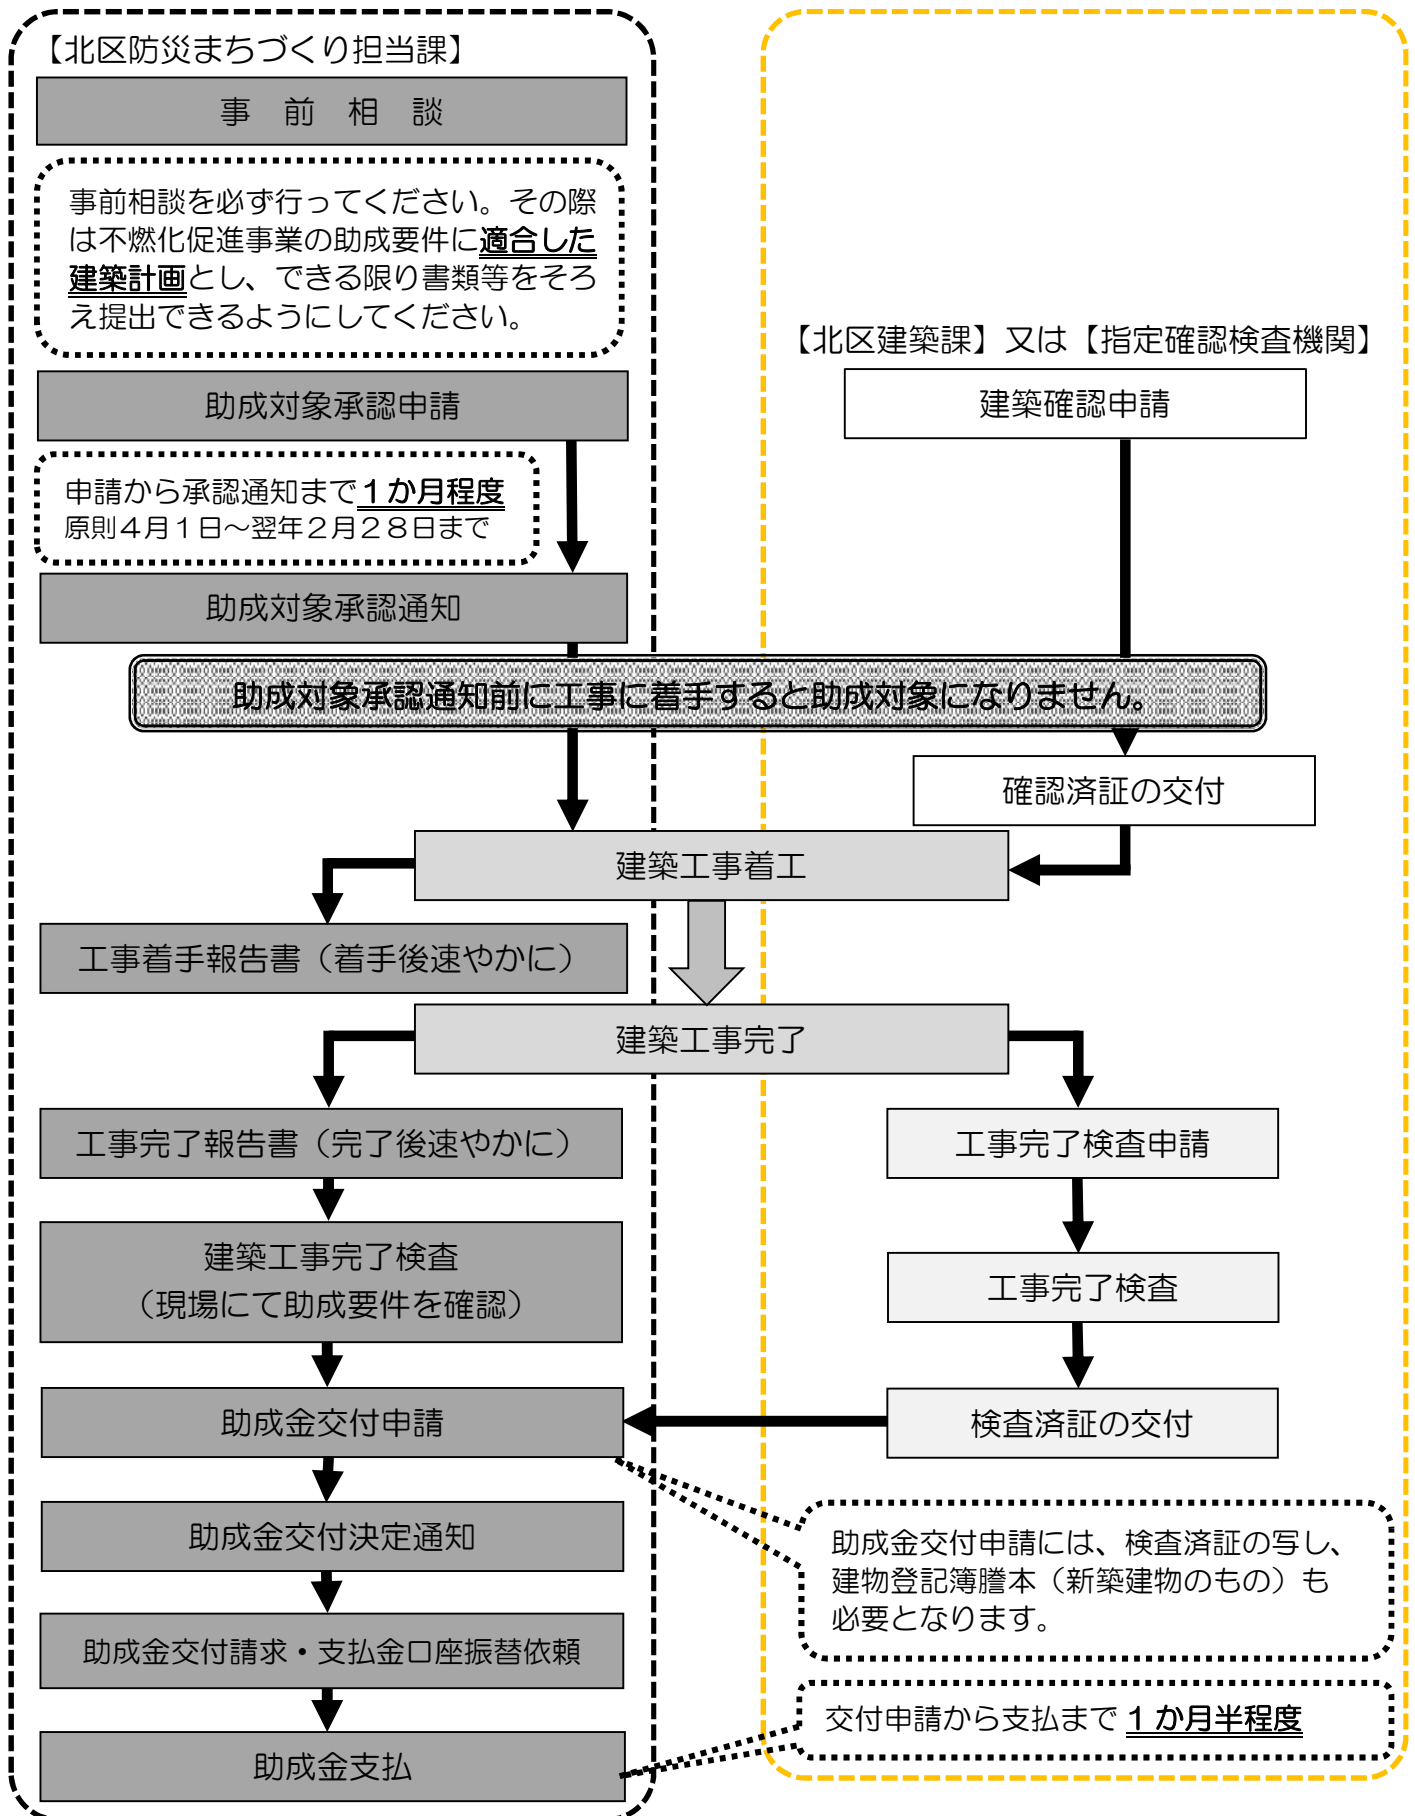 【北区防災まちづくり担当課】
事　前　相　談
事前相談を必ず行ってください。その際
は不燃化促進事業の助成要件に適合した
建築計画とし、できる限り書類等をそろ
え提出できるようにしてください。
助成対象承認申請
申請から承認通知まで１か月程度
原則４月１日～翌年２月２８日まで
助成対象承認通知
【北区建築課】又は【指定確認検査機関】
建築確認申請
助成対象承認通知前に工事に着手すると助成対象になりません。
確認済証の交付
建築工事着工
工事着手報告書（着手後速やかに）
建築工事完了
工事完了報告書（完了後速やかに）
建築工事完了検査
（現場にて助成要件を確認）
工事完了検査申請
工事完了検査
検査済証の交付
助成金交付申請
助成金交付決定通知
助成金交付申請には、検査済証の写し、
建物登記簿謄本（新築建物のもの）も
必要となります。
助成金交付請求・支払金口座振替依頼
交付申請から支払まで１か月半程度
助成金支払